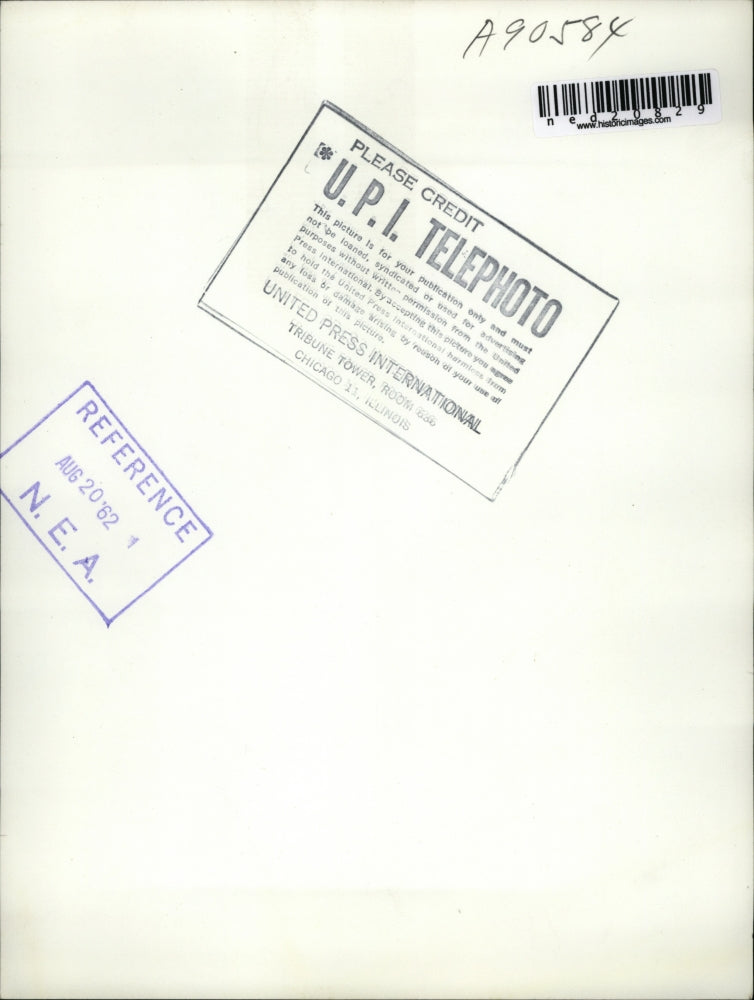 A90584
ned20829
www.historicimages.com
PLEASE CREDIT
U.P.I. TELEPHOTO
This picture is for your publication only and must
not be loaned, syndicated or used for advertising
purposes without written permission from the United
Press International. By accepting this picture you agree
to hold the United Press International harmless from
any loss or damage arising by reason of your use of
publication of this picture.
UNITED PRESS INTERNATIONAL
TRIBUNE TOWER, ROOM 636
CHICAGO 11, ILLINOIS
REFERENCE
AUG 20 '62 1
N. E. A.